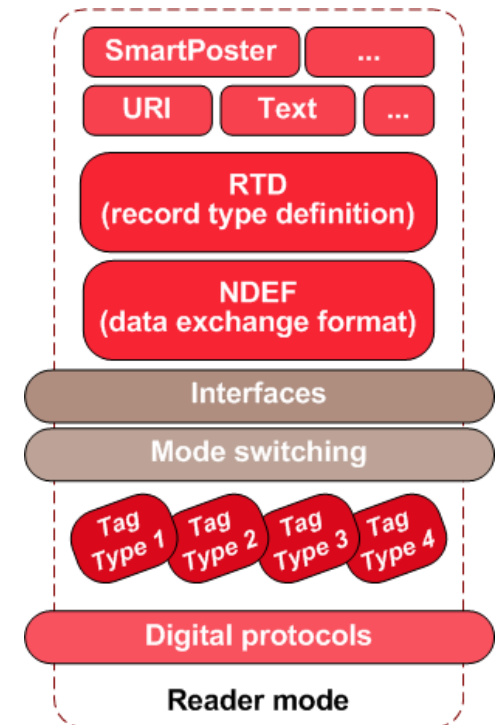 SmartPoster ...
URI Text ...
RTD
(record type definition)
NDEF
(data exchange format)
Interfaces
Mode switching
Tag Type 1
Tag Type 2
Tag Type 3
Tag Type 4
Digital protocols
Reader mode